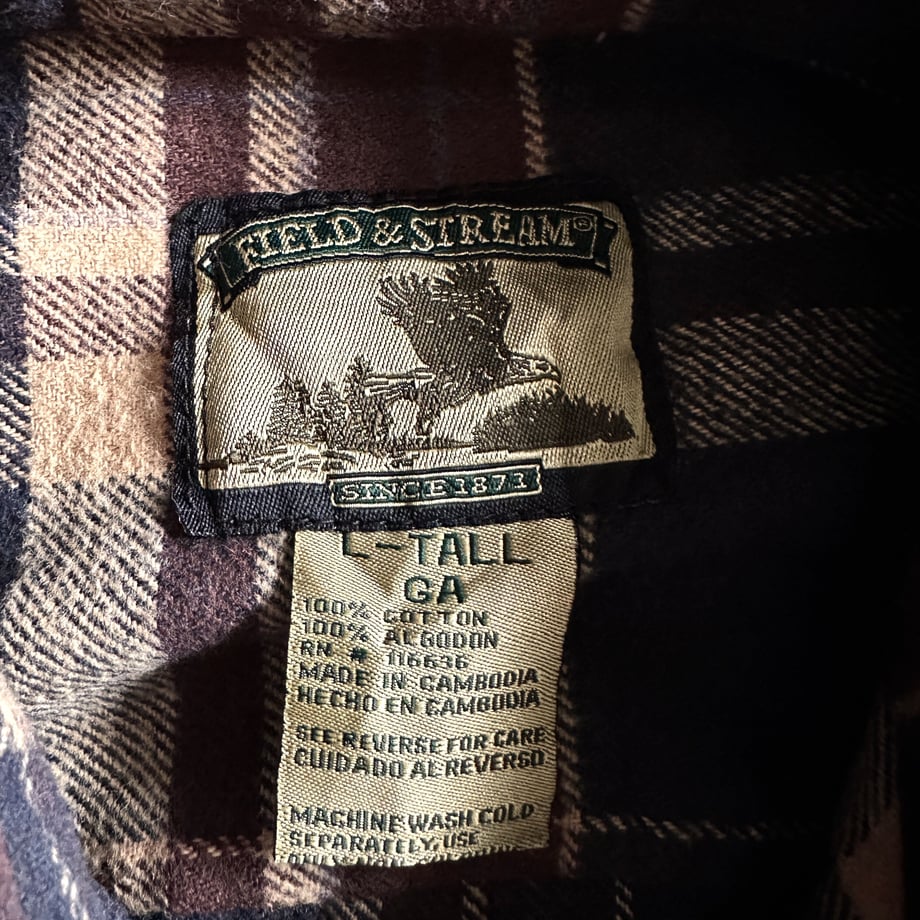 FIELD & STREAM®
SINCE 1871
L-TALL
GA
100% COTTON
100% ALGODON
RN # 116636
MADE IN CAMBODIA
HECHO EN CAMBODIA
SEE REVERSE FOR CARE
CUIDADO AL REVERSO
MACHINE WASH COLD
SEPARATELY, USE